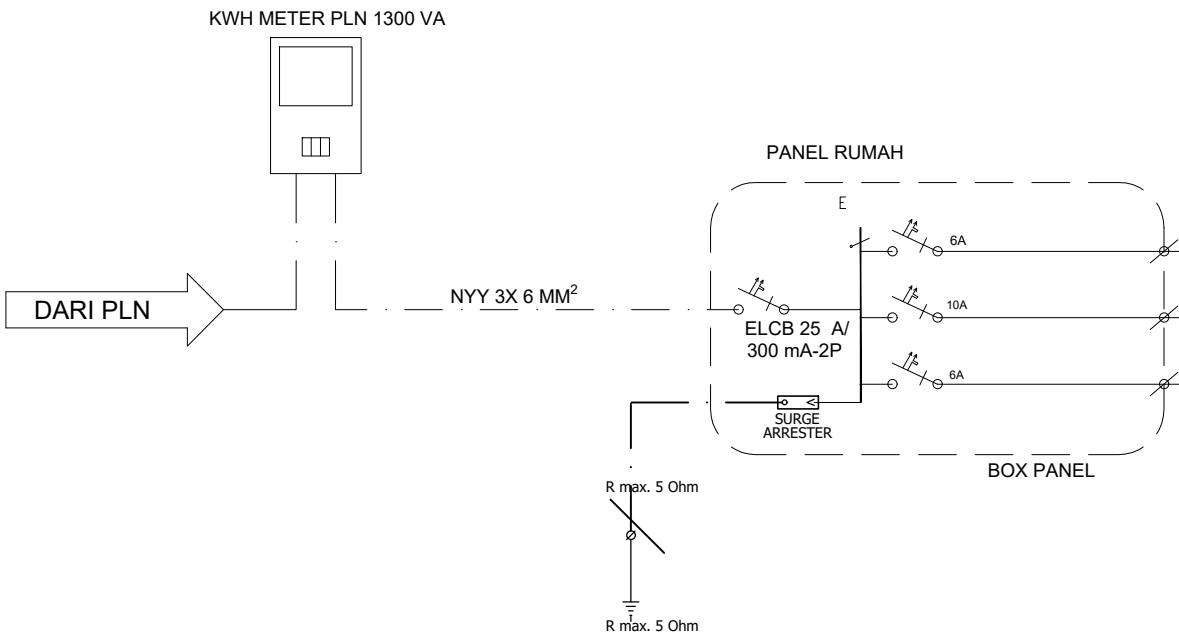 KWH METER PLN 1300 VA
PANEL RUMAH
E
6A
DARI PLN
NYY 3X 6 MM²
10A
ELCB 25 A/
300 mA-2P
6A
SURGE
ARRESTER
BOX PANEL
R max. 5 Ohm
R max. 5 Ohm